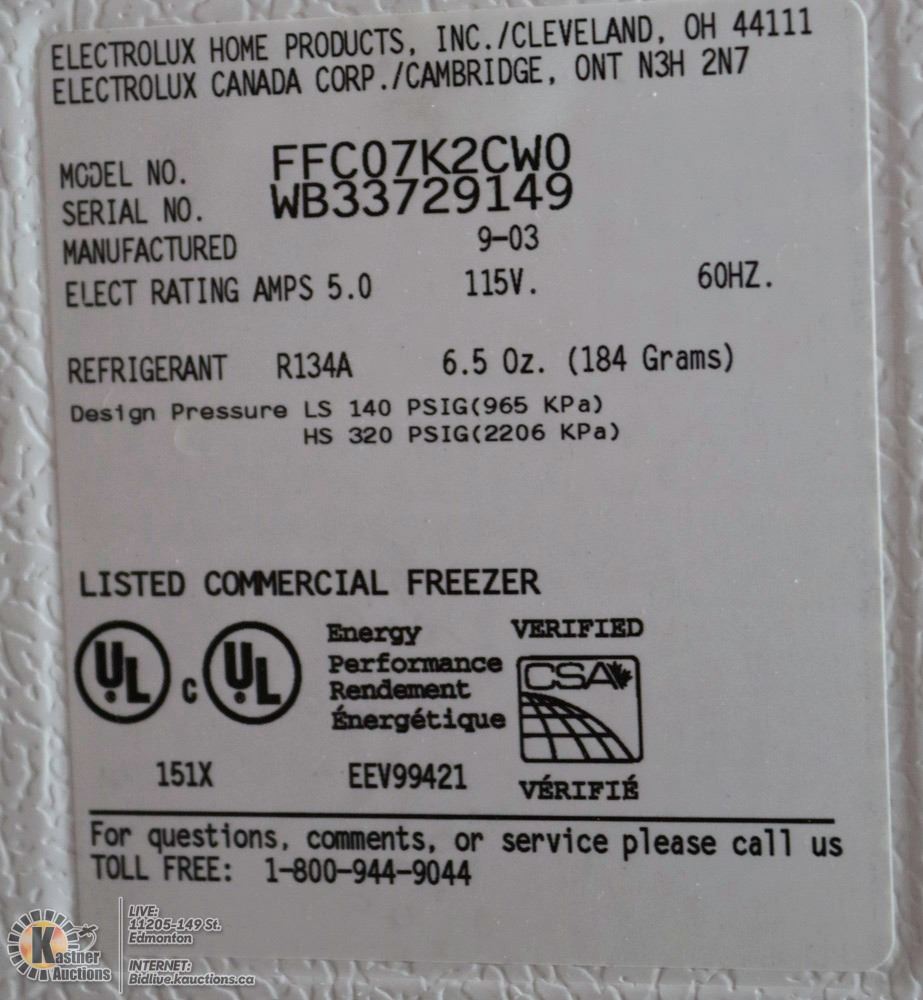 ELECTROLUX HOME PRODUCTS, INC./CLEVELAND, OH 44111
ELECTROLUX CANADA CORP./CAMBRIDGE, ONT N3H 2N7
MODEL NO. FFC07K2CW0
SERIAL NO. WB33729149
MANUFACTURED 9-03
ELECT RATING AMPS 5.0 115V. 60HZ.
REFRIGERANT R134A 6.5 Oz. (184 Grams)
Design Pressure LS 140 PSIG(965 KPa)
HS 320 PSIG(2206 KPa)
LISTED COMMERCIAL FREEZER
UL C UL
Energy
Performance
Rendement
Énergétique
VERIFIED
CSA
VÉRIFIÉ
151X EEV99421
For questions, comments, or service please call us
TOLL FREE: 1-800-944-9044
Kastner
Auctions
LIVE:
11205-149 St.
Edmonton
INTERNET:
Bidlive.kauctions.ca